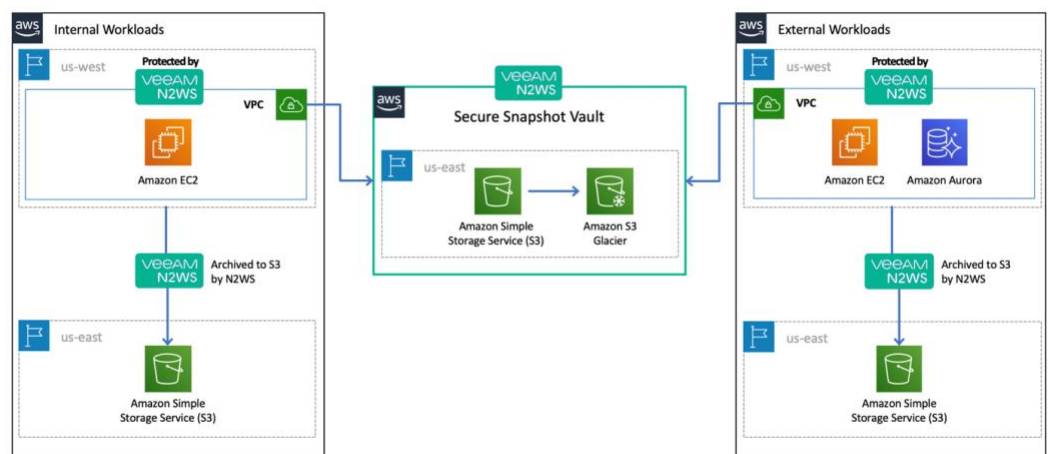 aws
Internal Workloads
us-west
Protected by
veeAM
N2WS
VPC
Amazon EC2
veeAM
N2WS
Archived to S3
by N2WS
us-east
Amazon Simple
Storage Service (S3)
veeAM
N2WS
aws
Secure Snapshot Vault
us-east
Amazon Simple
Storage Service (S3)
Amazon S3
Glacier
aws
External Workloads
us-west
Protected by
veeAM
N2WS
VPC
Amazon EC2
Amazon Aurora
veeAM
N2WS
Archived to S3
by N2WS
us-east
Amazon Simple
Storage Service (S3)